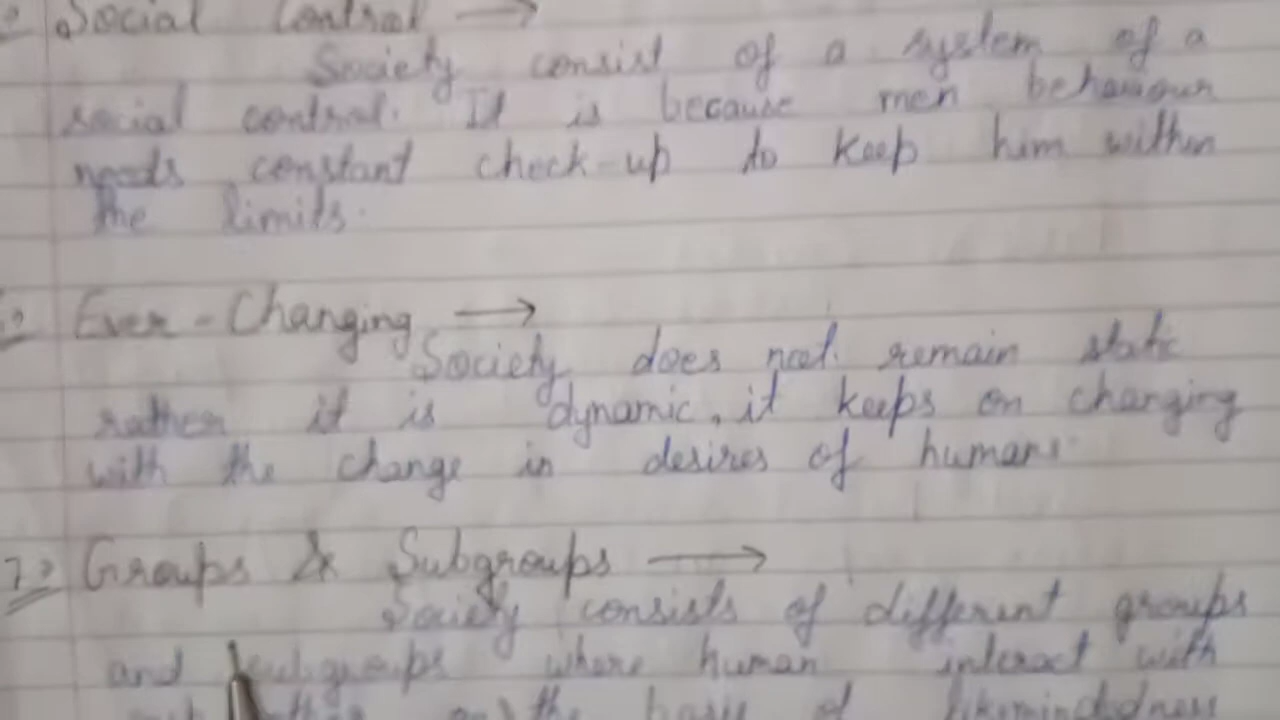 Social Control →
Society consist of a system of a
social control. It is because men behaviour
needs constant check-up to keep him within
the limits.
Ever-Changing →
Society does not remain static
rather it is dynamic, it keeps on changing
with the change in desires of humans.
7.> Groups & Subgroups →
Society consists of different groups
and subgroups where human interact with
on the basis of likemindedness